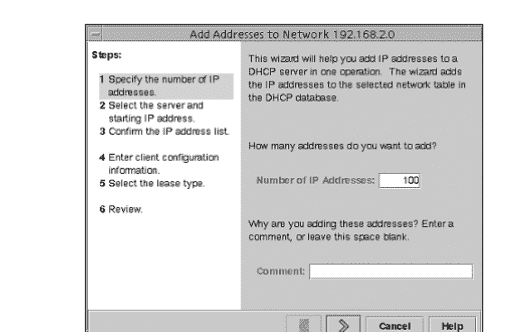 Add Addresses to Network 192.168.2.0
Steps:
1 Specify the number of IP
addresses.
2 Select the server and
starting IP address.
3 Confirm the IP address list.
4 Enter client configuration
information.
5 Select the lease type.
6 Review.
This wizard will help you add IP addresses to a
DHCP server in one operation. The wizard adds
the IP addresses to the selected network table in
the DHCP database.
How many addresses do you want to add?
Number of IP Addresses: 100
Why are you adding these addresses? Enter a
comment, or leave this space blank.
Comment:
Cancel Help